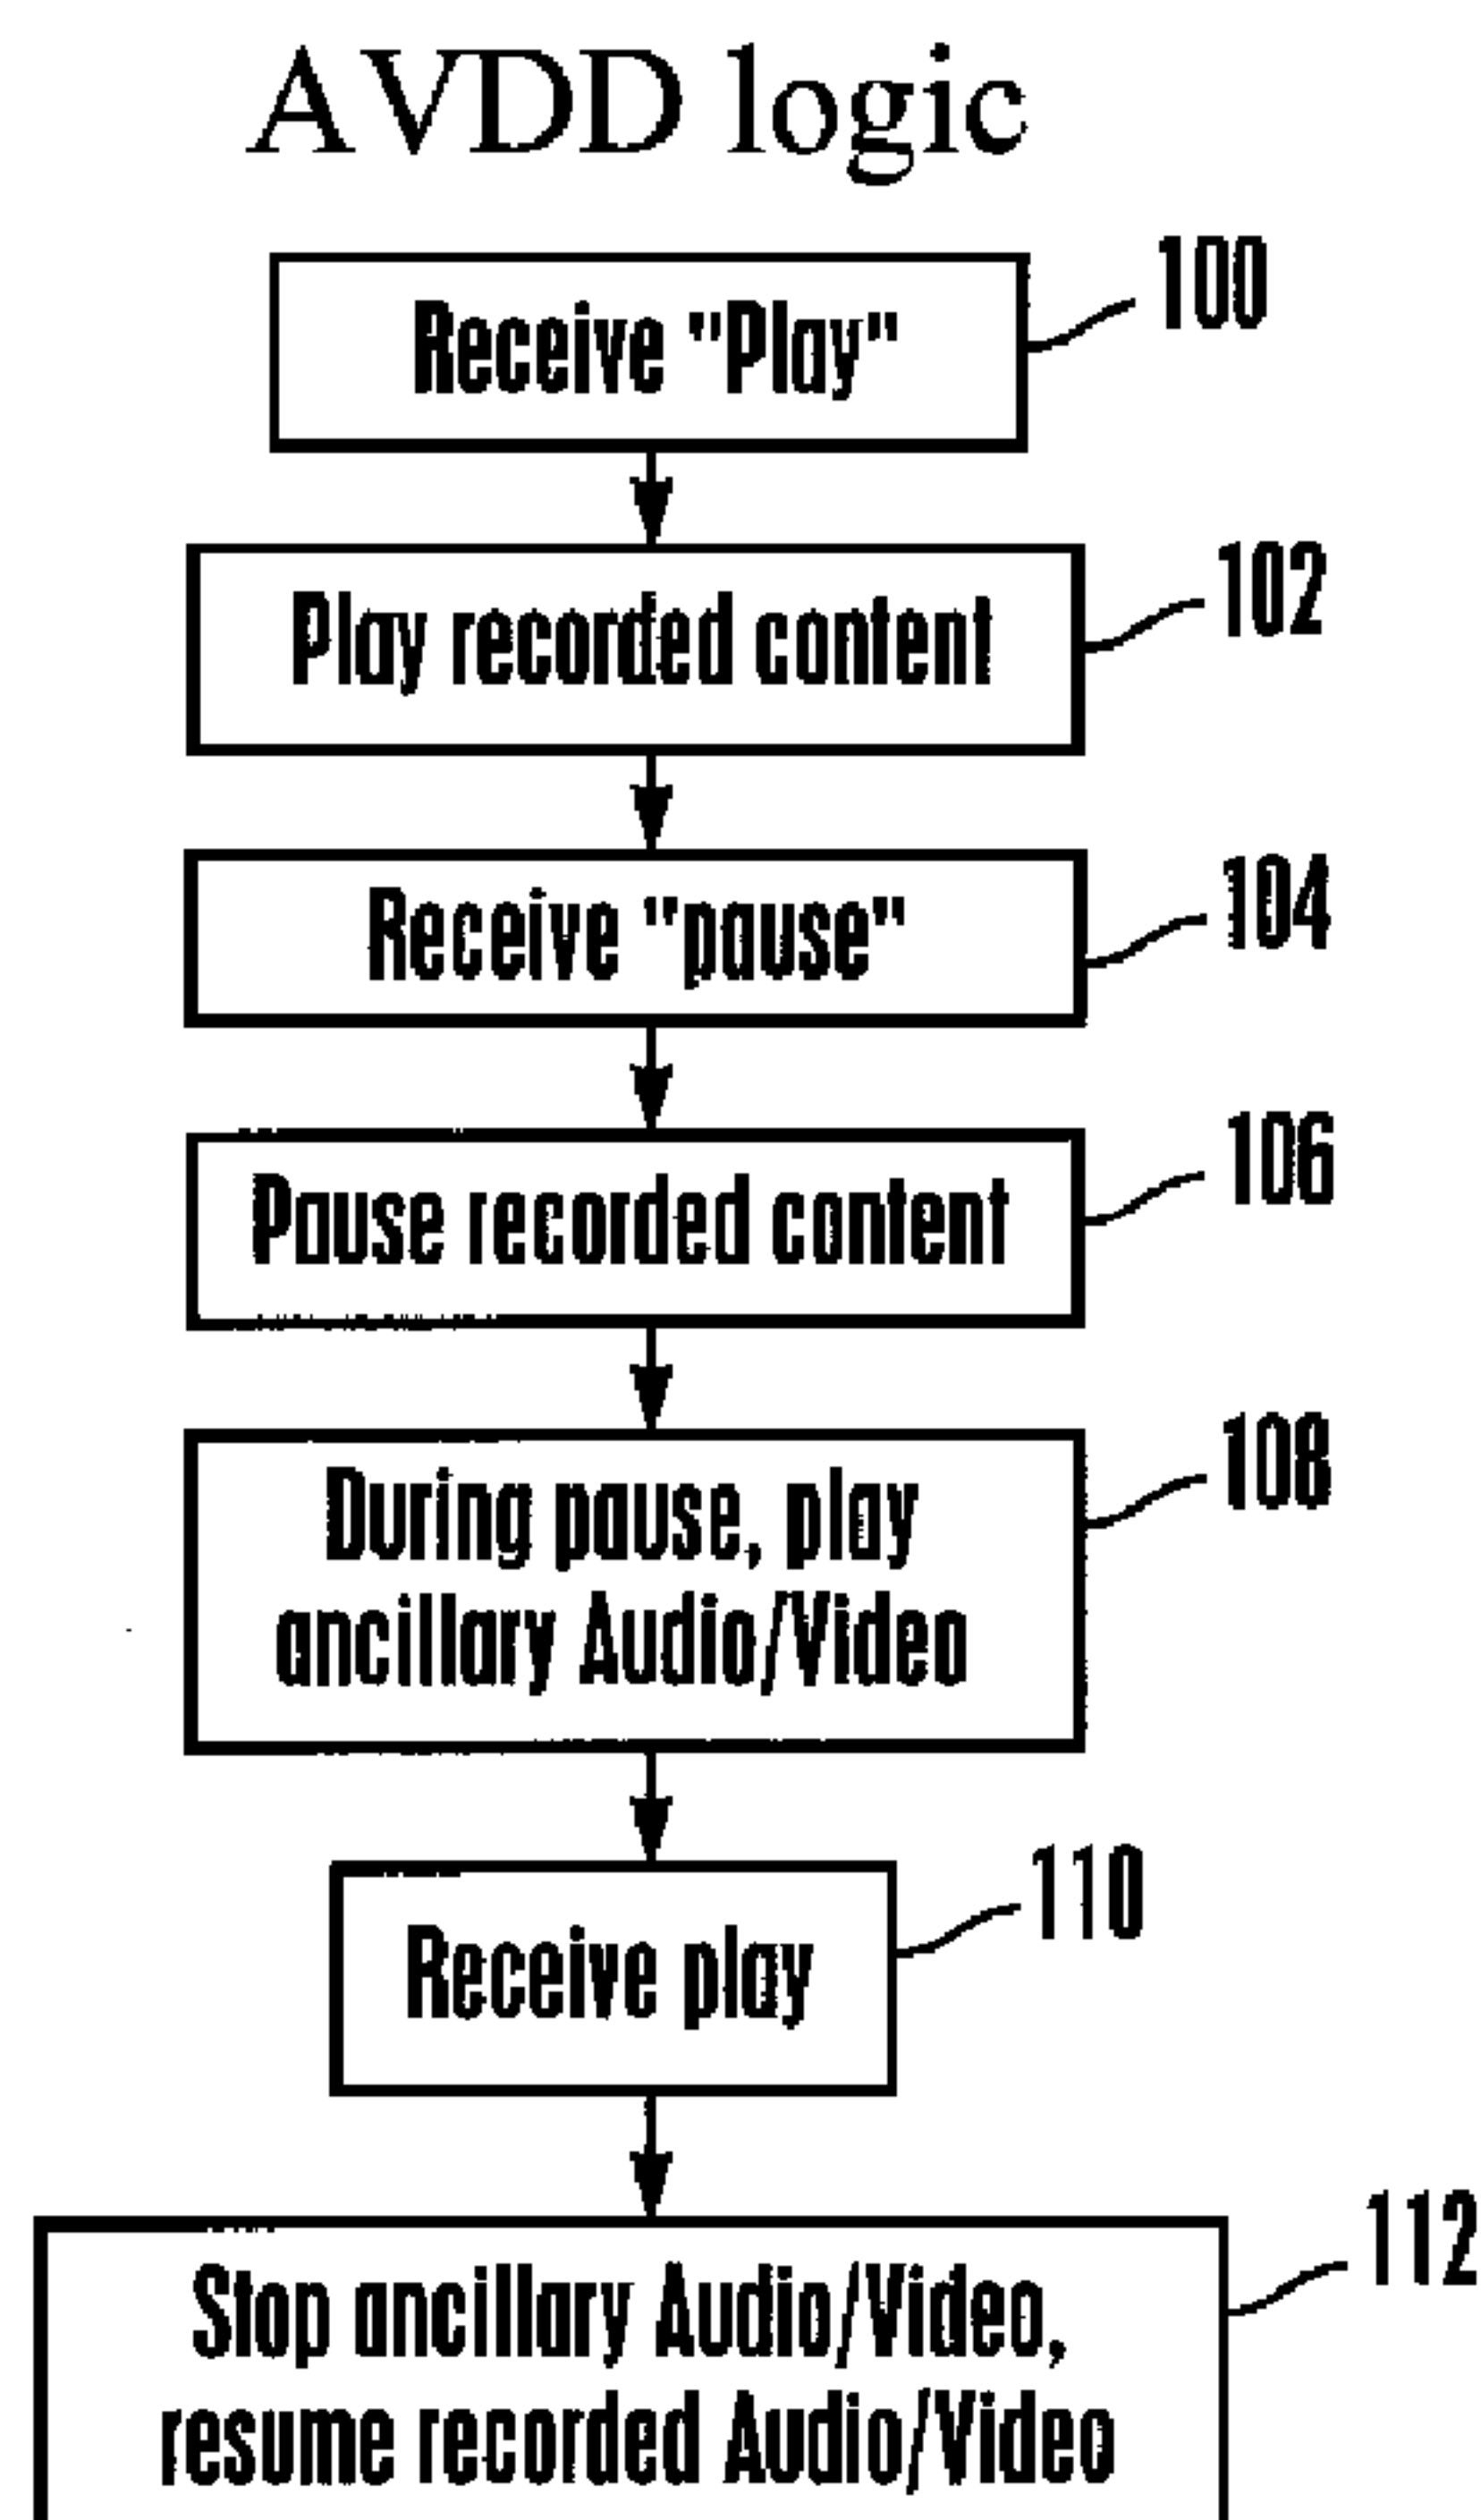 AVDD logic
Receive "Play"
100
Play recorded content
102
Receive "pause"
104
Pause recorded content
106
During pause, play
ancillary Audio/Video
108
Receive play
110
Stop ancillary Audio/Video,
resume recorded Audio/Video
112